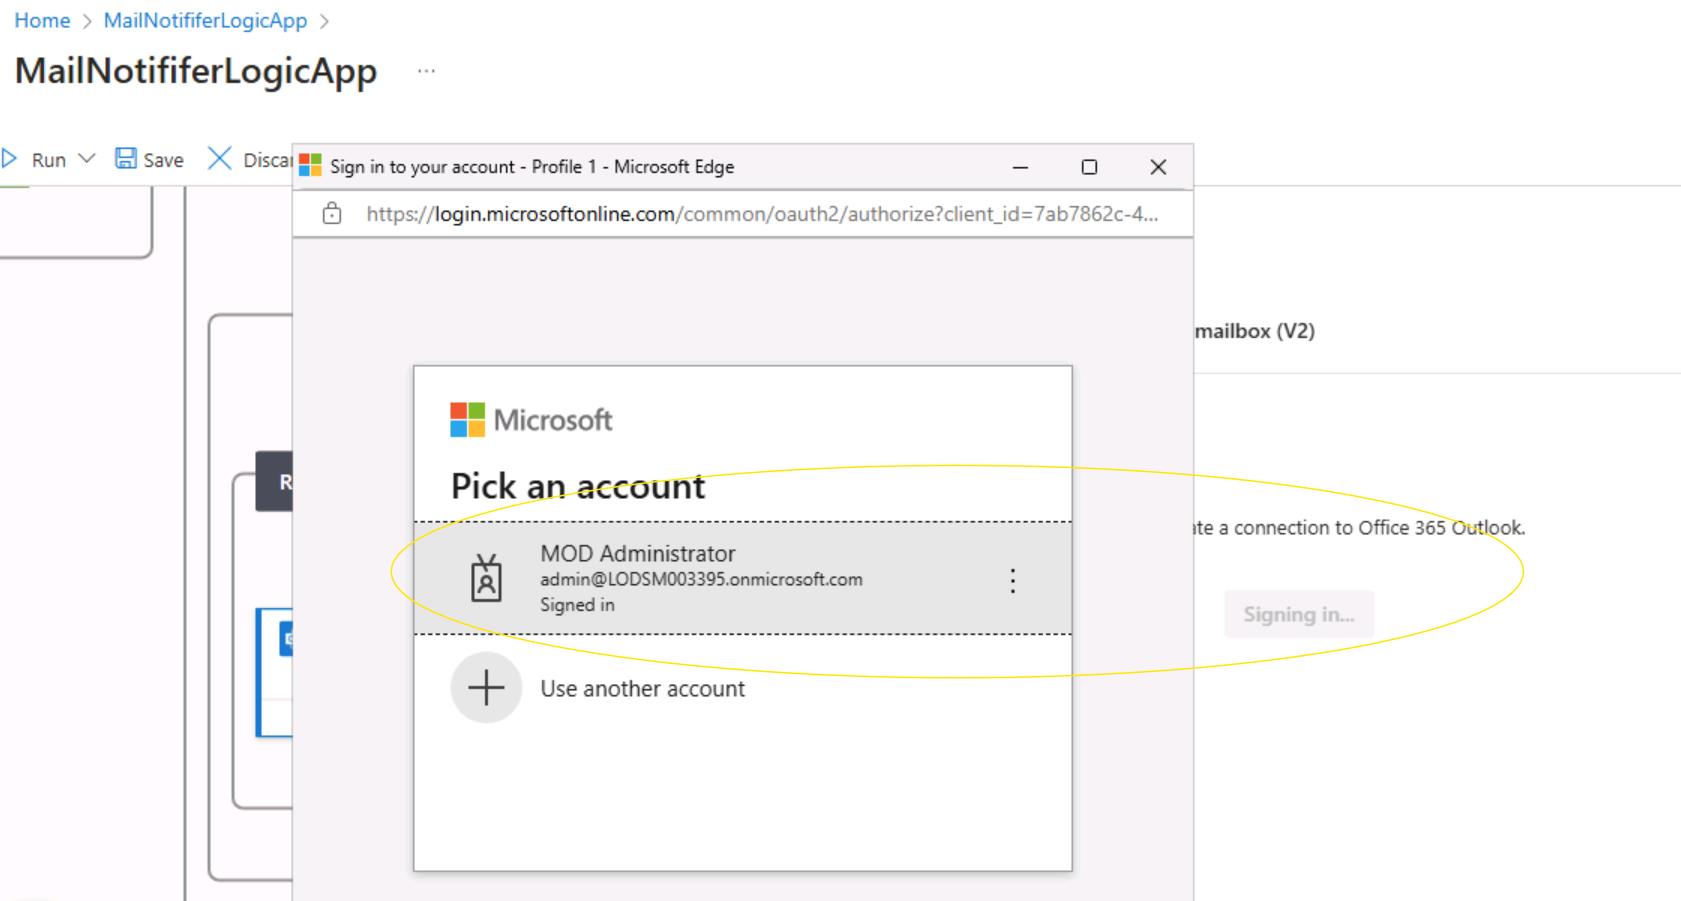 Home > MailNotififerLogicApp >
MailNotififerLogicApp ...
Run Save
Sign in to your account - Profile 1 - Microsoft Edge
https://login.microsoftonline.com/common/oauth2/authorize?client_id=7ab7862c-4...
mailbox (V2)
Microsoft
Pick an account
a connection to Office 365 Outlook.
MOD Administrator
admin@LODSM003395.onmicrosoft.com
Signed in
Signing in...
Use another account